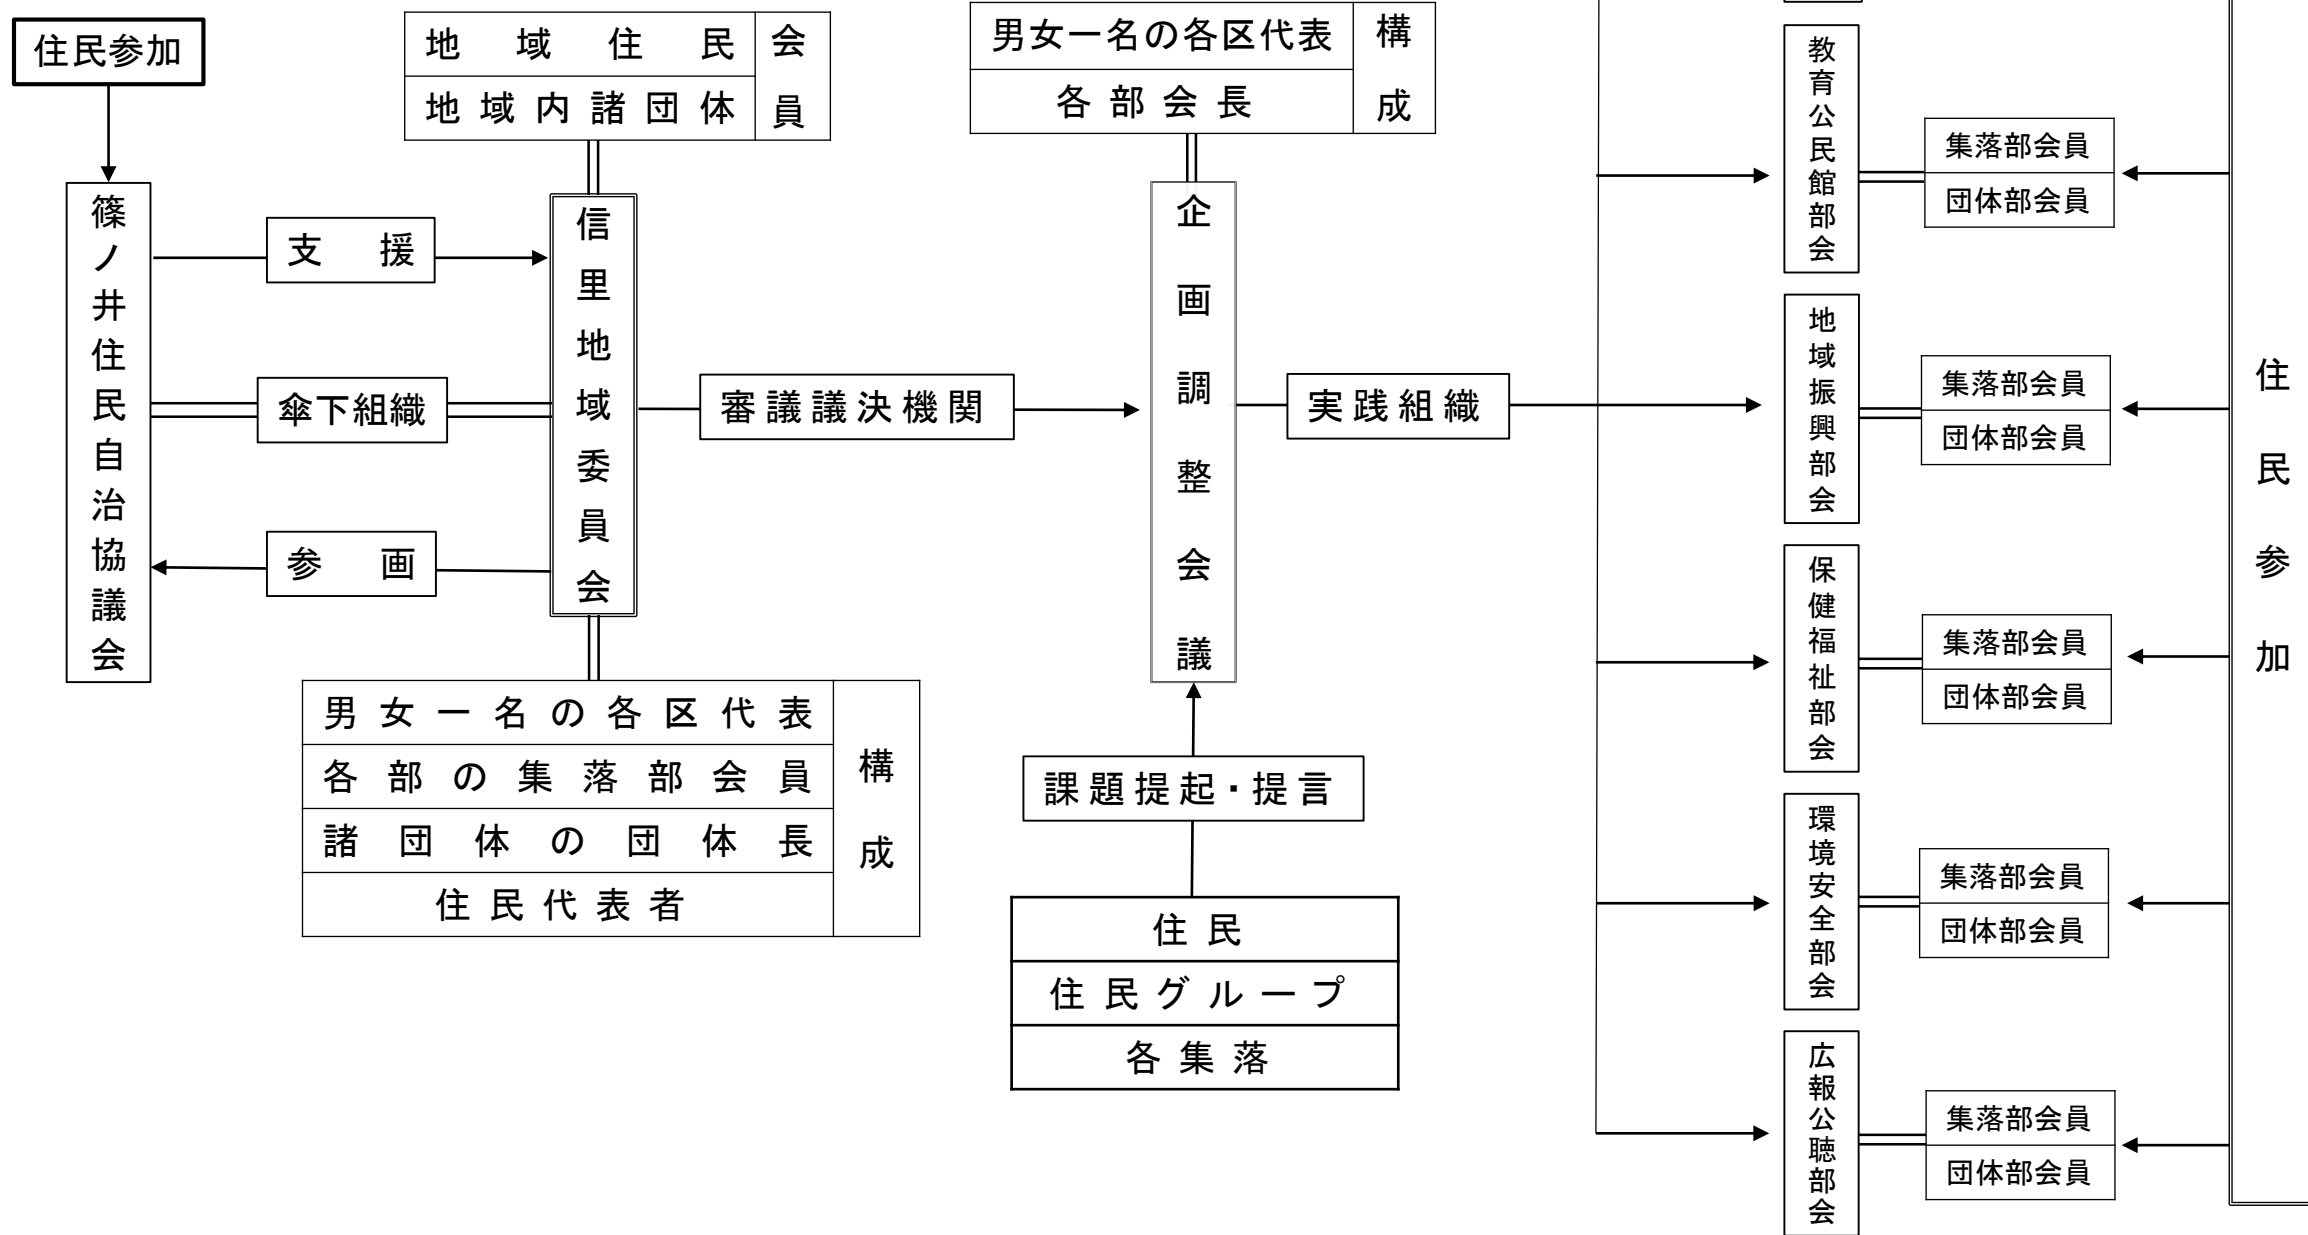 住民参加
篠ノ井住民自治協議会
支援
傘下組織
参画
地域住民
地域内諸団体
会員
信里地域委員会
男女一名の各区代表
各部の集落部会員
諸団体の団体長
住民代表者
構成
審議議決機関
男女一名の各区代表
各部会長
構成
企画調整会議
課題提起・提言
住民
住民グループ
各集落
実践組織
教育公民館部会
集落部会員
団体部会員
地域振興部会
集落部会員
団体部会員
保健福祉部会
集落部会員
団体部会員
環境安全部会
集落部会員
団体部会員
広報公聴部会
集落部会員
団体部会員
住民参加